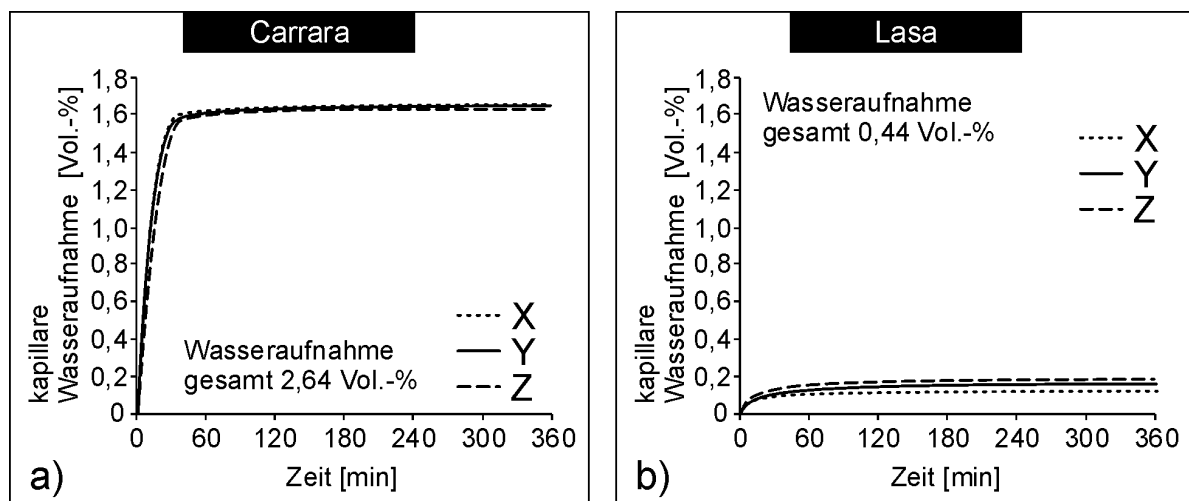 Carrara
kapillare
Wasseraufnahme [Vol.-%]
1,8
1,6
1,4
1,2
1,0
0,8
0,6
0,4
0,2
0
Wasseraufnahme
gesamt 2,64 Vol.-%
X
Y
Z
0 60 120 180 240 300 360
Zeit [min]
a)
Lasa
kapillare
Wasseraufnahme [Vol.-%]
1,8
1,6
1,4
1,2
1,0
0,8
0,6
0,4
0,2
0
Wasseraufnahme
gesamt 0,44 Vol.-%
X
Y
Z
0 60 120 180 240 300 360
Zeit [min]
b)